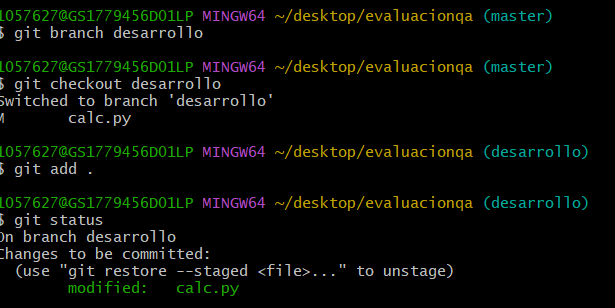 1057627@GS1779456D01LP MINGW64 ~/desktop/evaluacionqa (master)
$ git branch desarrollo
1057627@GS1779456D01LP MINGW64 ~/desktop/evaluacionqa (master)
$ git checkout desarrollo
Switched to branch 'desarrollo'
M       calc.py
1057627@GS1779456D01LP MINGW64 ~/desktop/evaluacionqa (desarrollo)
$ git add .
1057627@GS1779456D01LP MINGW64 ~/desktop/evaluacionqa (desarrollo)
$ git status
On branch desarrollo
Changes to be committed:
  (use "git restore --staged <file>..." to unstage)
        modified:   calc.py